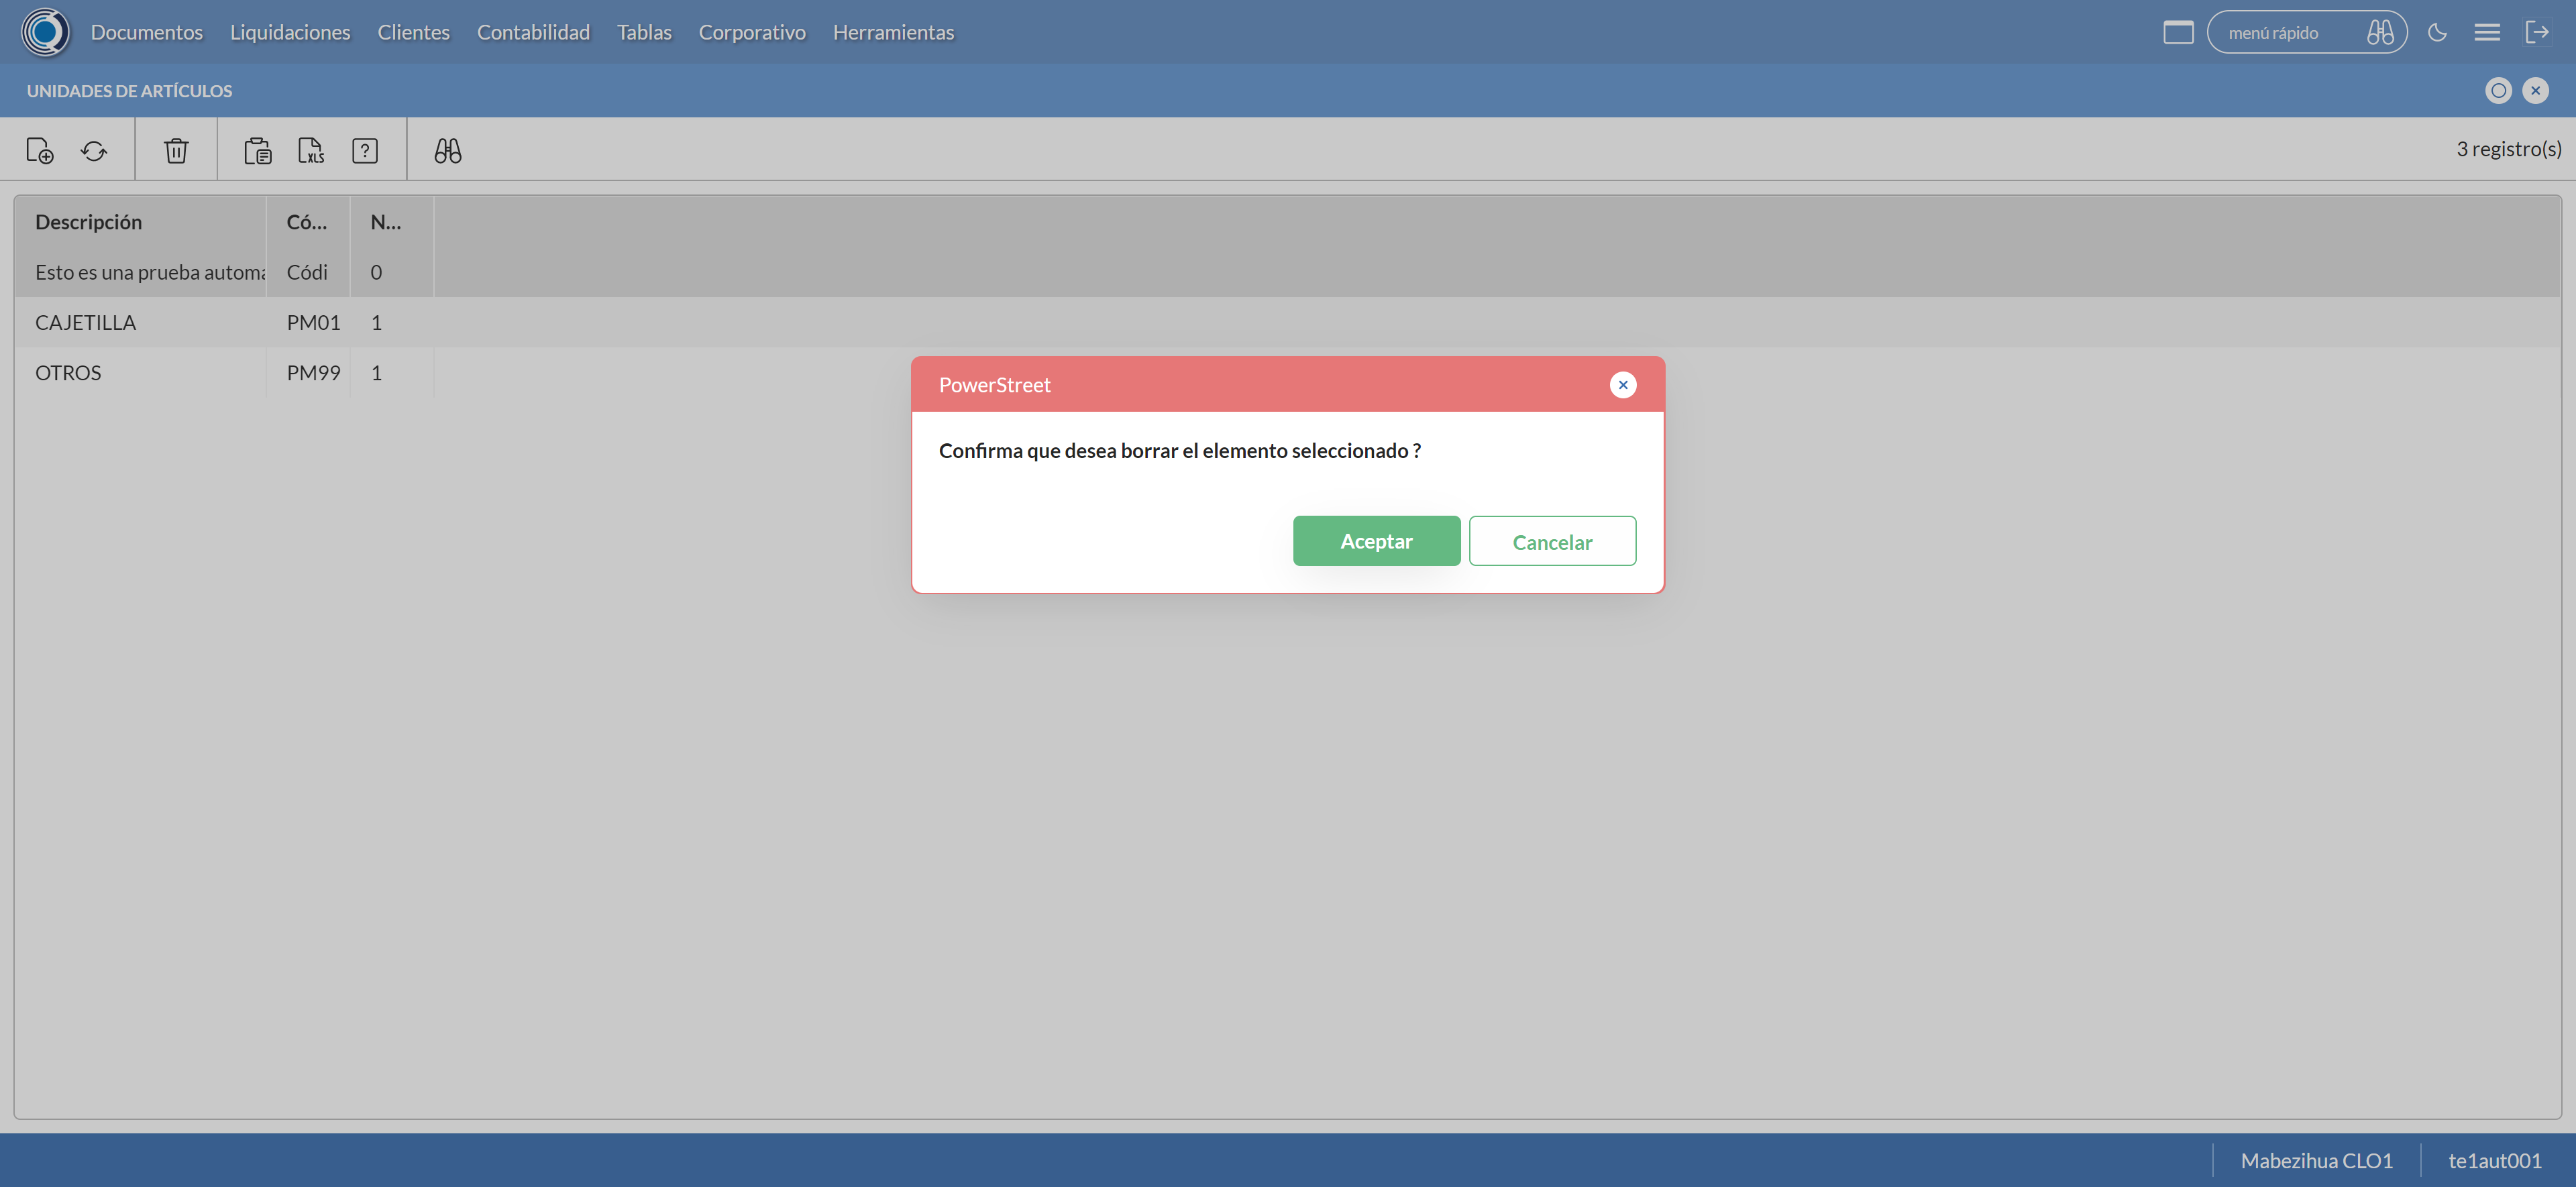 Documentos Liquidaciones Clientes Contabilidad Tablas Corporativo Herramientas menú rápido
UNIDADES DE ARTÍCULOS
XLS ? 3 registro(s)
Descripción Có... N...
Esto es una prueba automa Códi 0
CAJETILLA PM01 1
OTROS PM99 1
PowerStreet
Confirma que desea borrar el elemento seleccionado ?
Aceptar Cancelar
Mabezihua CLO1 te1aut001